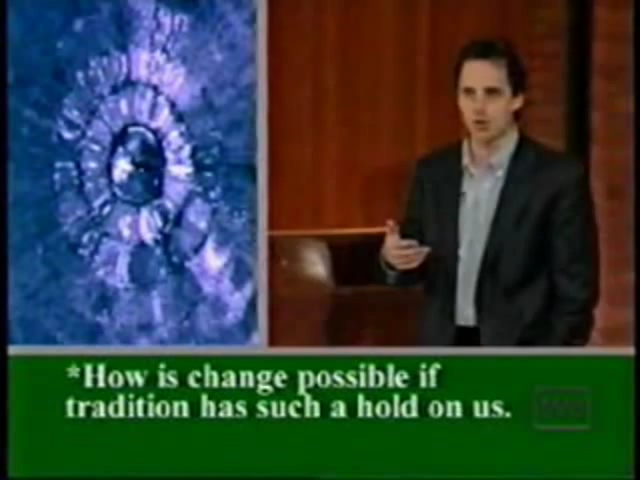 *How is change possible if
tradition has such a hold on us.